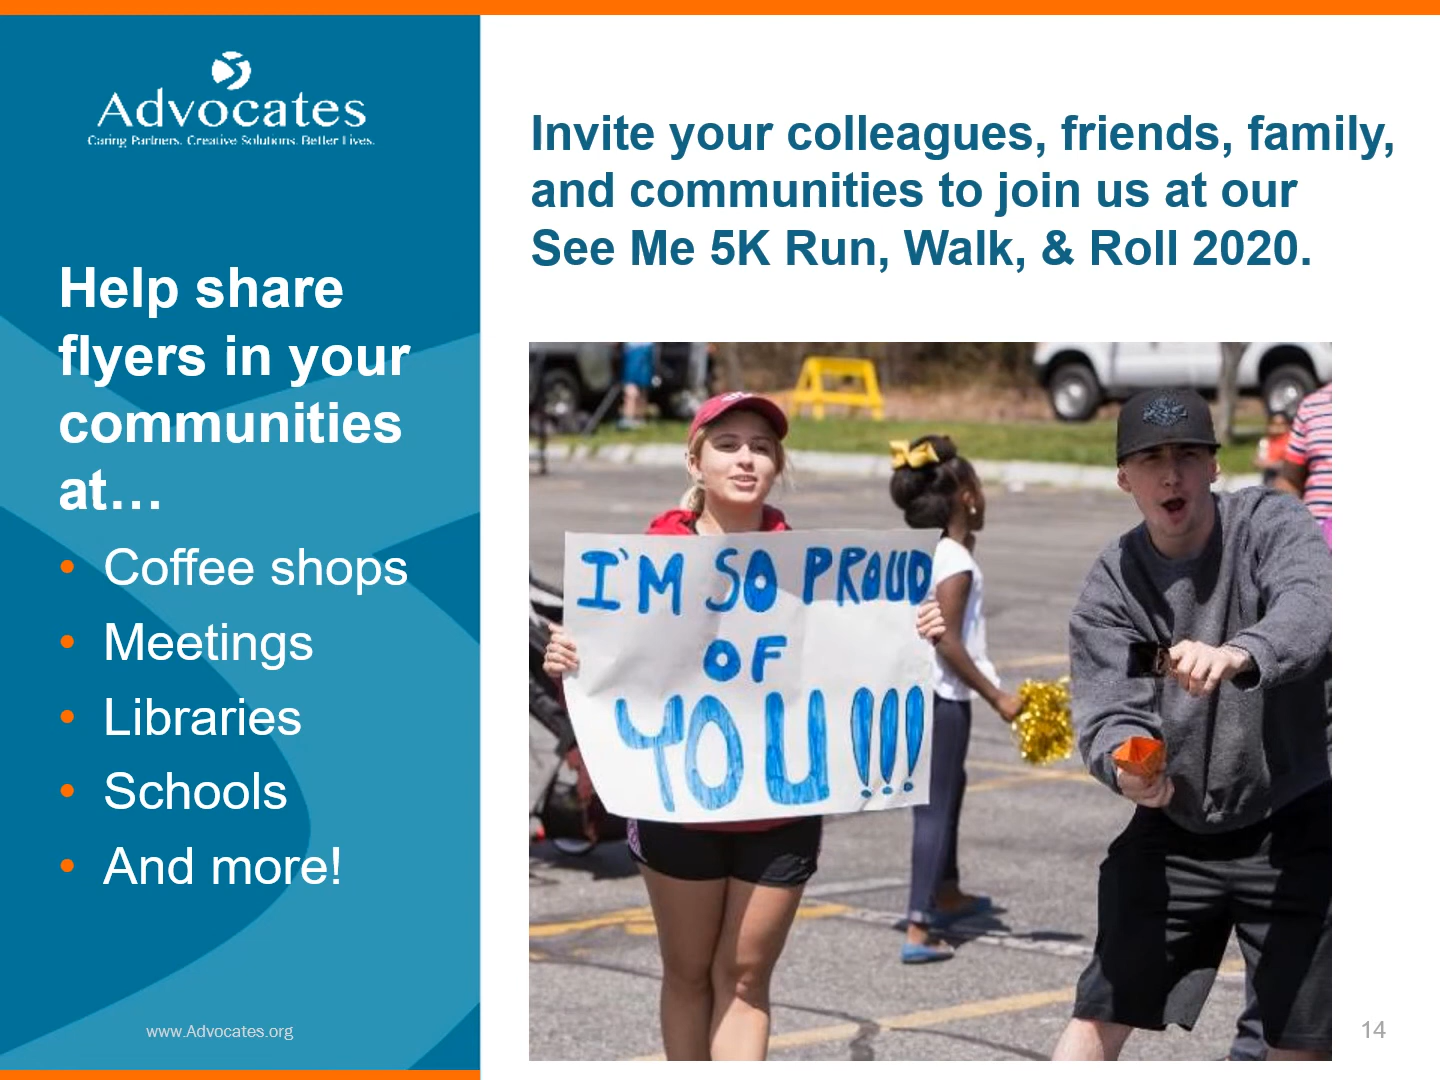 Advocates
Caring Partners. Creative Solutions. Better Lives.
Help share
flyers in your
communities
at…
• Coffee shops
• Meetings
• Libraries
• Schools
• And more!
www.Advocates.org
Invite your colleagues, friends, family,
and communities to join us at our
See Me 5K Run, Walk, & Roll 2020.
I'M SO PROUD
OF
YOU!!!
14